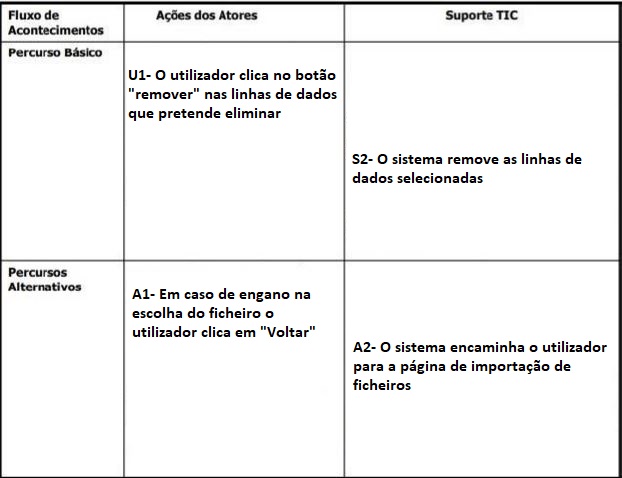 Fluxo de
Acontecimentos
Ações dos Atores
Suporte TIC
Percurso Básico
U1- O utilizador clica no botão
"remover" nas linhas de dados
que pretende eliminar
S2- O sistema remove as linhas de
dados selecionadas
Percursos
Alternativos
A1- Em caso de engano na
escolha do ficheiro o
utilizador clica em "Voltar"
A2- O sistema encaminha o utilizador
para a página de importação de
ficheiros